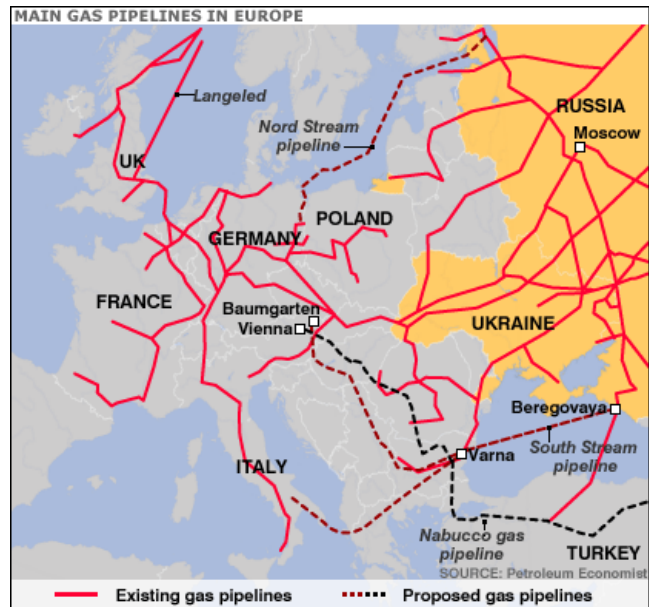 MAIN GAS PIPELINES IN EUROPE
Langeled
RUSSIA
Moscow
Nord Stream
pipeline
UK
POLAND
GERMANY
FRANCE
Baumgarten
Vienna
UKRAINE
Beregovaya
South Stream
pipeline
Varna
ITALY
Nabucco gas
pipeline
TURKEY
SOURCE: Petroleum Economist
Existing gas pipelines
Proposed gas pipelines